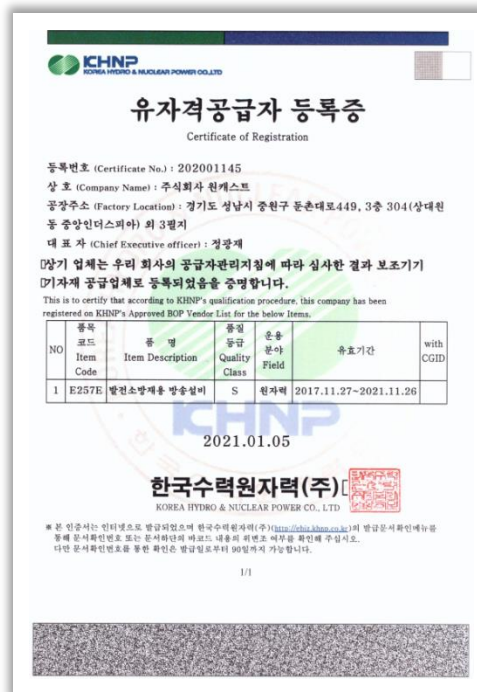 KHNP
KOREA HYDRO & NUCLEAR POWER CO.,LTD
유자격공급자 등록증
Certificate of Registration
등록번호 (Certificate No.) : 202001145
상 호 (Company Name) : 주식회사 원캐스트
공장주소 (Factory Location) : 경기도 성남시 중원구 둔촌대로449, 3층 304(상대원
동 중앙인더스피아) 외 3필지
대 표 자 (Chief Executive officer) : 정광재
상기 업체는 우리 회사의 공급자관리지침에 따라 심사한 결과 보조기기
기자재 공급업체로 등록되었음을 증명합니다.
This is to certify that according to KHNP's qualification procedure, this company has been
registered on KHNP's Approved BOP Vendor List for the below Items.
NO 품목 코드 Item Code 품 명 Item Description 품질 등급 Quality Class 운용 분야 Field 유효기간 with CGID
1 E257E 발전소방재용 방송설비 S 원자력 2017.11.27~2021.11.26
KHNP
2021.01.05
한국수력원자력(주)
KOREA HYDRO & NUCLEAR POWER CO., LTD
※ 본 인증서는 인터넷으로 발급되었으며 한국수력원자력(주)(http://ebiz.khnp.co.kr)의 발급문서확인메뉴를
통해 문서확인번호 또는 문서하단의 바코드 내용의 위변조 여부를 확인해 주십시오.
다만 문서확인번호를 통한 확인은 발급일로부터 90일까지 가능합니다.
1/1